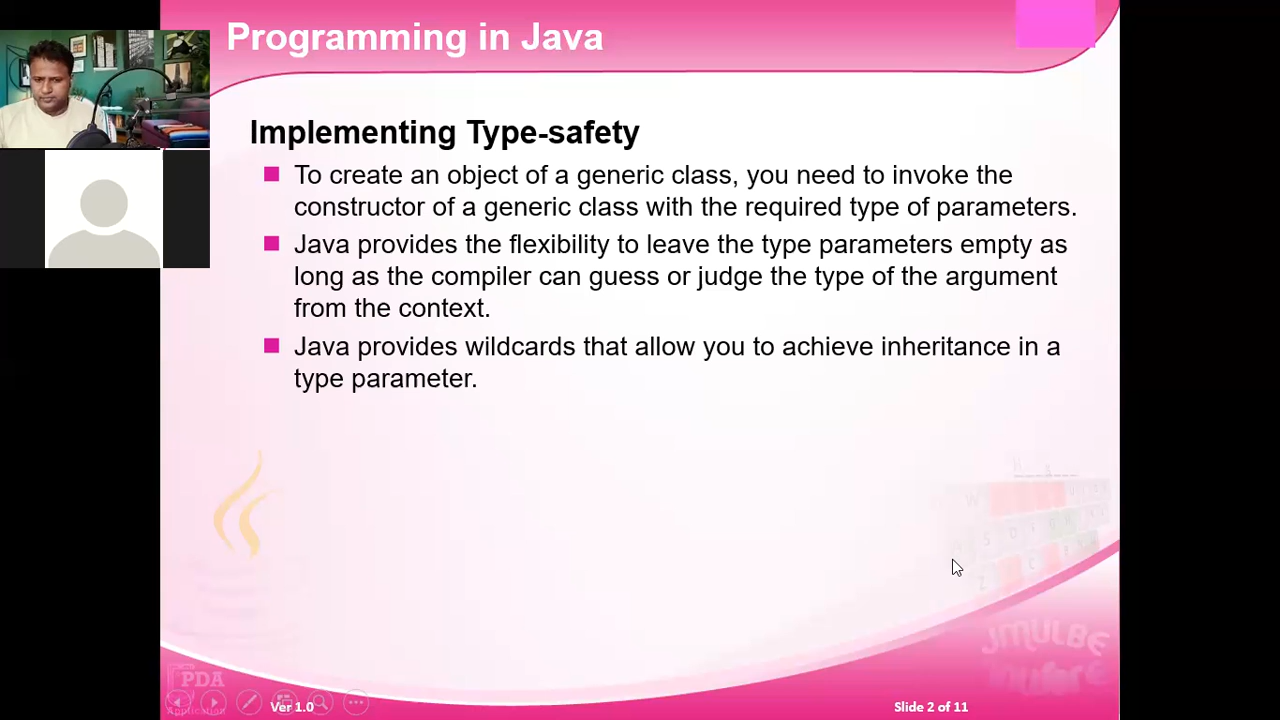 Programming in Java
Implementing Type-safety
To create an object of a generic class, you need to invoke the
constructor of a generic class with the required type of parameters.
Java provides the flexibility to leave the type parameters empty as
long as the compiler can guess or judge the type of the argument
from the context.
Java provides wildcards that allow you to achieve inheritance in a
type parameter.
JMULBE
PDA
Application
Ver 1.0
Slide 2 of 11